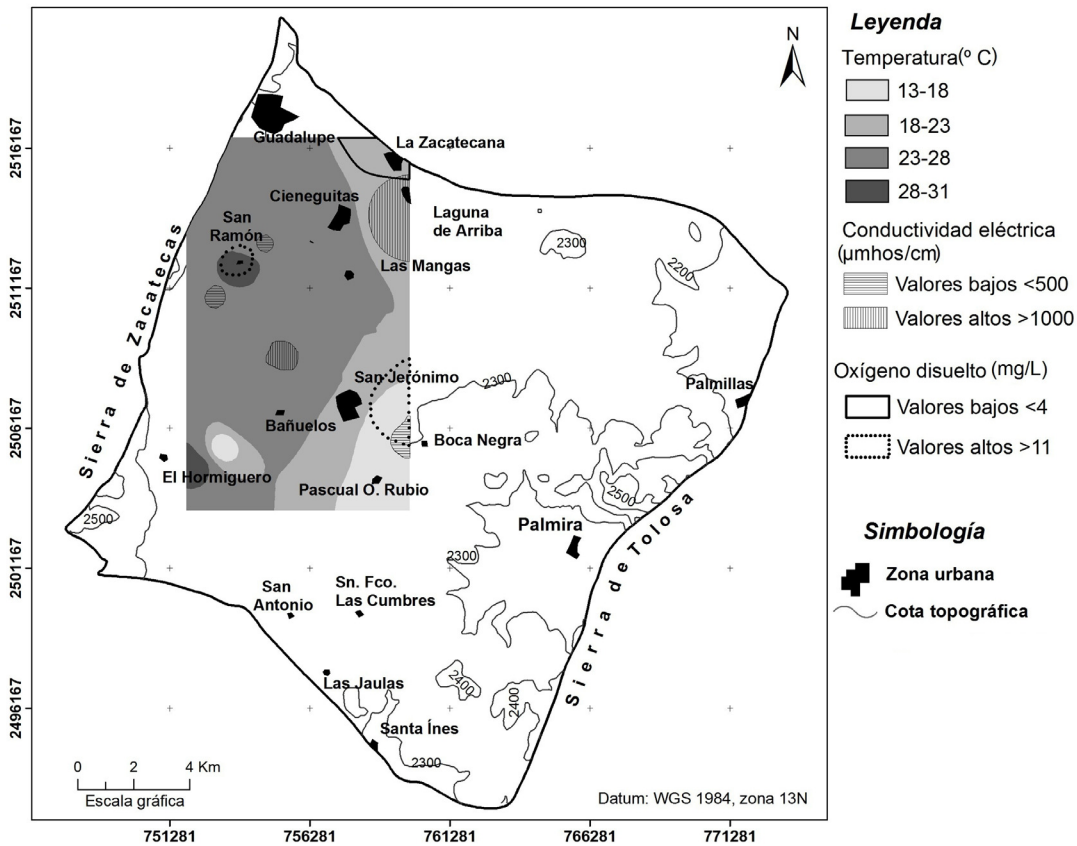 N
Guadalupe
La Zacatecana
Cieneguitas
San
Ramón
Laguna
de Arriba
Las Mangas
2300
2200
Sierra de Zacatecas
San Jerónimo
2300
Palmillas
Bañuelos
Boca Negra
El Hormiguero
Pascual O. Rubio
2500
2500
Palmira
2300
Sierra de Tolosa
San
Antonio
Sn. Fco.
Las Cumbres
Las Jaulas
2400
2400
Santa Ínes
2300
0 2 4 Km
Escala gráfica
Datum: WGS 1984, zona 13N
2516167
2511167
2506167
2501167
2496167
751281
756281
761281
766281
771281
Leyenda
Temperatura(º C)
13-18
18-23
23-28
28-31
Conductividad eléctrica
(µmhos/cm)
Valores bajos <500
Valores altos >1000
Oxígeno disuelto (mg/L)
Valores bajos <4
Valores altos >11
Simbología
Zona urbana
Cota topográfica